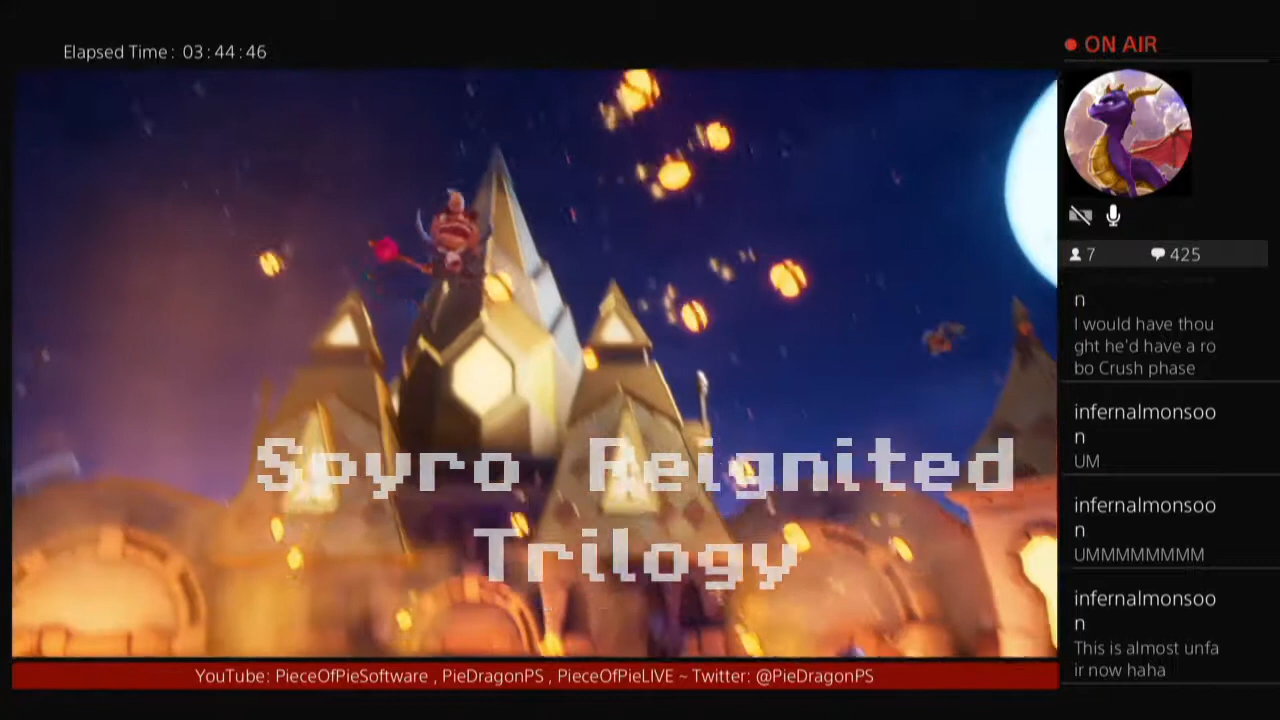 Elapsed Time: 03:44:46
ON AIR
7 425
n
I would have thou
ght he'd have a ro
bo Crush phase
infernalmonsoo
n
UM
infernalmonsoo
n
UMMMMMMMM
infernalmonsoo
n
This is almost unfa
ir now haha
Spyro Reignited
Trilogy
YouTube: PieceOfPieSoftware , PieDragonPS , PieceOfPieLIVE ~ Twitter: @PieDragonPS